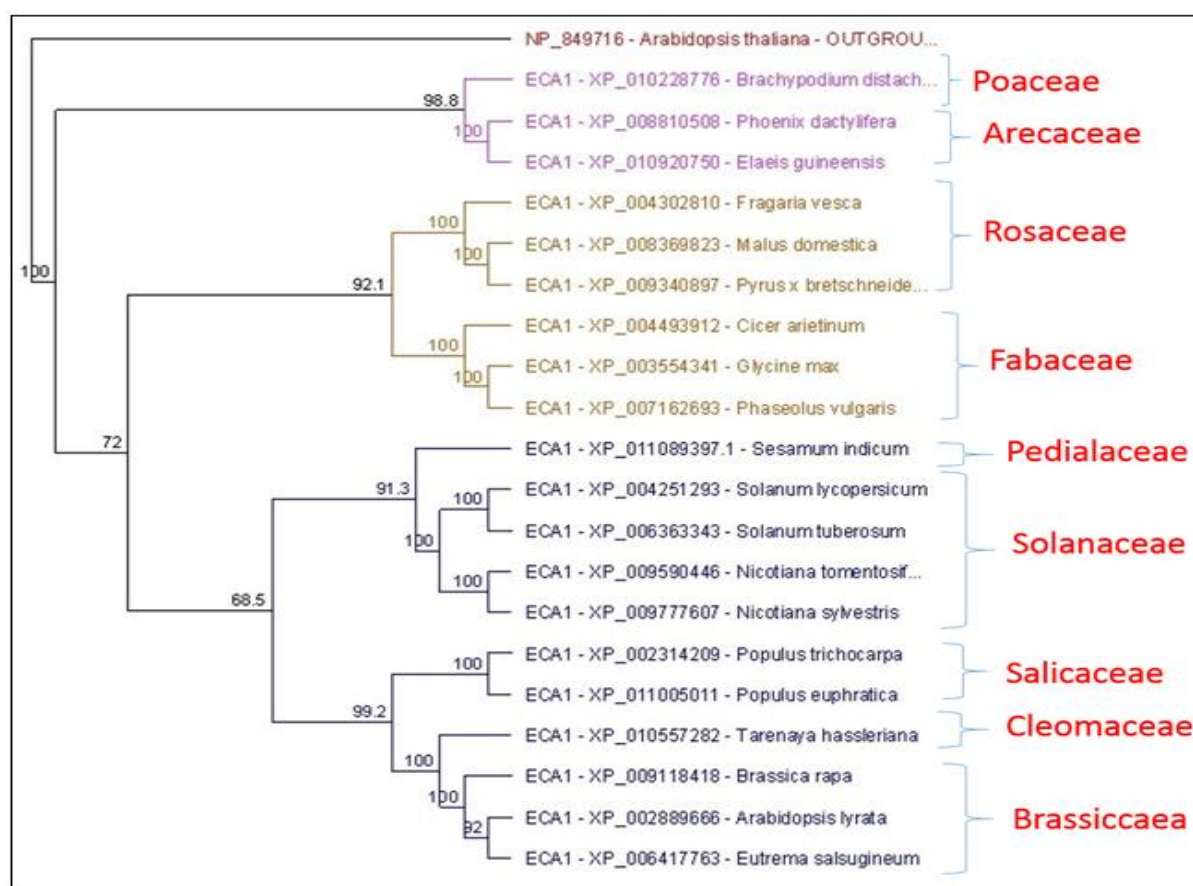 NP_849716 - Arabidopsis thaliana - OUTGROU...
ECA1 - XP_010228776 - Brachypodium distach...
Poaceae
98.8
ECA1 - XP_008810508 - Phoenix dactylifera
100
Arecaceae
ECA1 - XP_010920750 - Elaeis guineensis
ECA1 - XP_004302810 - Fragaria vesca
100
Rosaceae
ECA1 - XP_008369823 - Malus domestica
100
100
ECA1 - XP_009340897 - Pyrus x bretschneide...
92.1
ECA1 - XP_004493912 - Cicer arietinum
100
Fabaceae
ECA1 - XP_003554341 - Glycine max
100
ECA1 - XP_007162693 - Phaseolus vulgaris
72
ECA1 - XP_011089397.1 - Sesamum indicum
Pedialaceae
91.3
ECA1 - XP_004251293 - Solanum lycopersicum
100
ECA1 - XP_006363343 - Solanum tuberosum
100
Solanaceae
ECA1 - XP_009590446 - Nicotiana tomentosif...
100
68.5
ECA1 - XP_009777607 - Nicotiana sylvestris
ECA1 - XP_002314209 - Populus trichocarpa
100
Salicaceae
ECA1 - XP_011005011 - Populus euphratica
99.2
ECA1 - XP_010557282 - Tarenaya hassleriana
Cleomaceae
100
ECA1 - XP_009118418 - Brassica rapa
100
ECA1 - XP_002889666 - Arabidopsis lyrata
Brassiccaea
92
ECA1 - XP_006417763 - Eutrema salsugineum